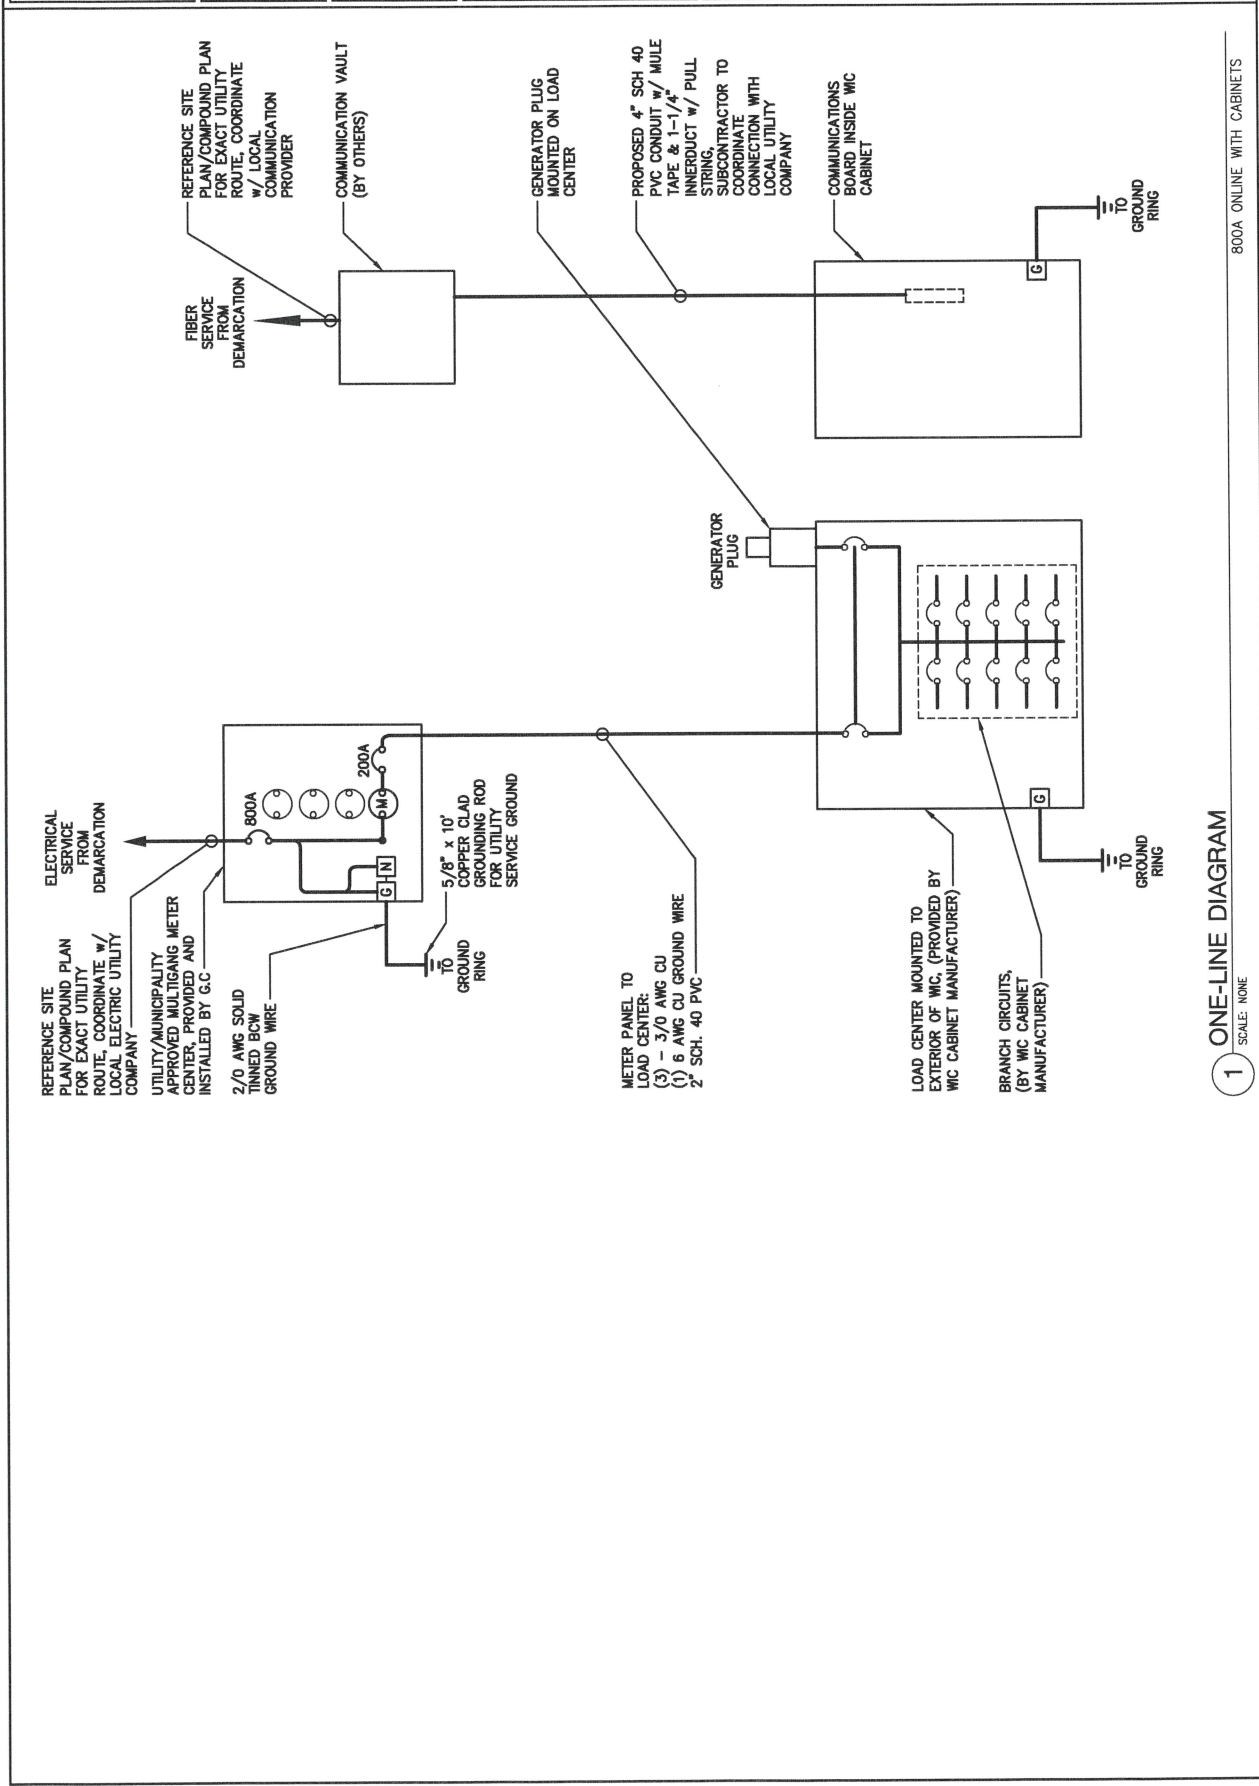 REFERENCE SITE
PLAN/COMPOUND PLAN
FOR EXACT UTILITY
ROUTE, COORDINATE w/
LOCAL ELECTRIC UTILITY
COMPANY
ELECTRICAL
SERVICE
FROM
DEMARCATION
UTILITY/MUNICIPALITY
APPROVED MULTIGANG METER
CENTER, PROVIDED AND
INSTALLED BY G.C
2/0 AWG SOLID
TINNED BCW
GROUND WIRE
800A
200A
M
G
N
TO
GROUND
RING
5/8" x 10'
COPPER CLAD
GROUNDING ROD
FOR UTILITY
SERVICE GROUND
METER PANEL TO
LOAD CENTER:
(3) - 3/0 AWG CU
(1) 6 AWG CU GROUND WIRE
2" SCH. 40 PVC
LOAD CENTER MOUNTED TO
EXTERIOR OF WIC, (PROVIDED BY
WIC CABINET MANUFACTURER)
BRANCH CIRCUITS,
(BY WIC CABINET
MANUFACTURER)
G
TO
GROUND
RING
GENERATOR
PLUG
FIBER
SERVICE
FROM
DEMARCATION
REFERENCE SITE
PLAN/COMPOUND PLAN
FOR EXACT UTILITY
ROUTE, COORDINATE
w/ LOCAL
COMMUNICATION
PROVIDER
COMMUNICATION VAULT
(BY OTHERS)
GENERATOR PLUG
MOUNTED ON LOAD
CENTER
PROPOSED 4" SCH 40
PVC CONDUIT w/ MULE
TAPE & 1-1/4"
INNERDUCT w/ PULL
STRING,
SUBCONTRACTOR TO
COORDINATE
CONNECTION WITH
LOCAL UTILITY
COMPANY
COMMUNICATIONS
BOARD INSIDE WIC
CABINET
G
TO
GROUND
RING
1
ONE-LINE DIAGRAM
SCALE: NONE
800A ONLINE WITH CABINETS